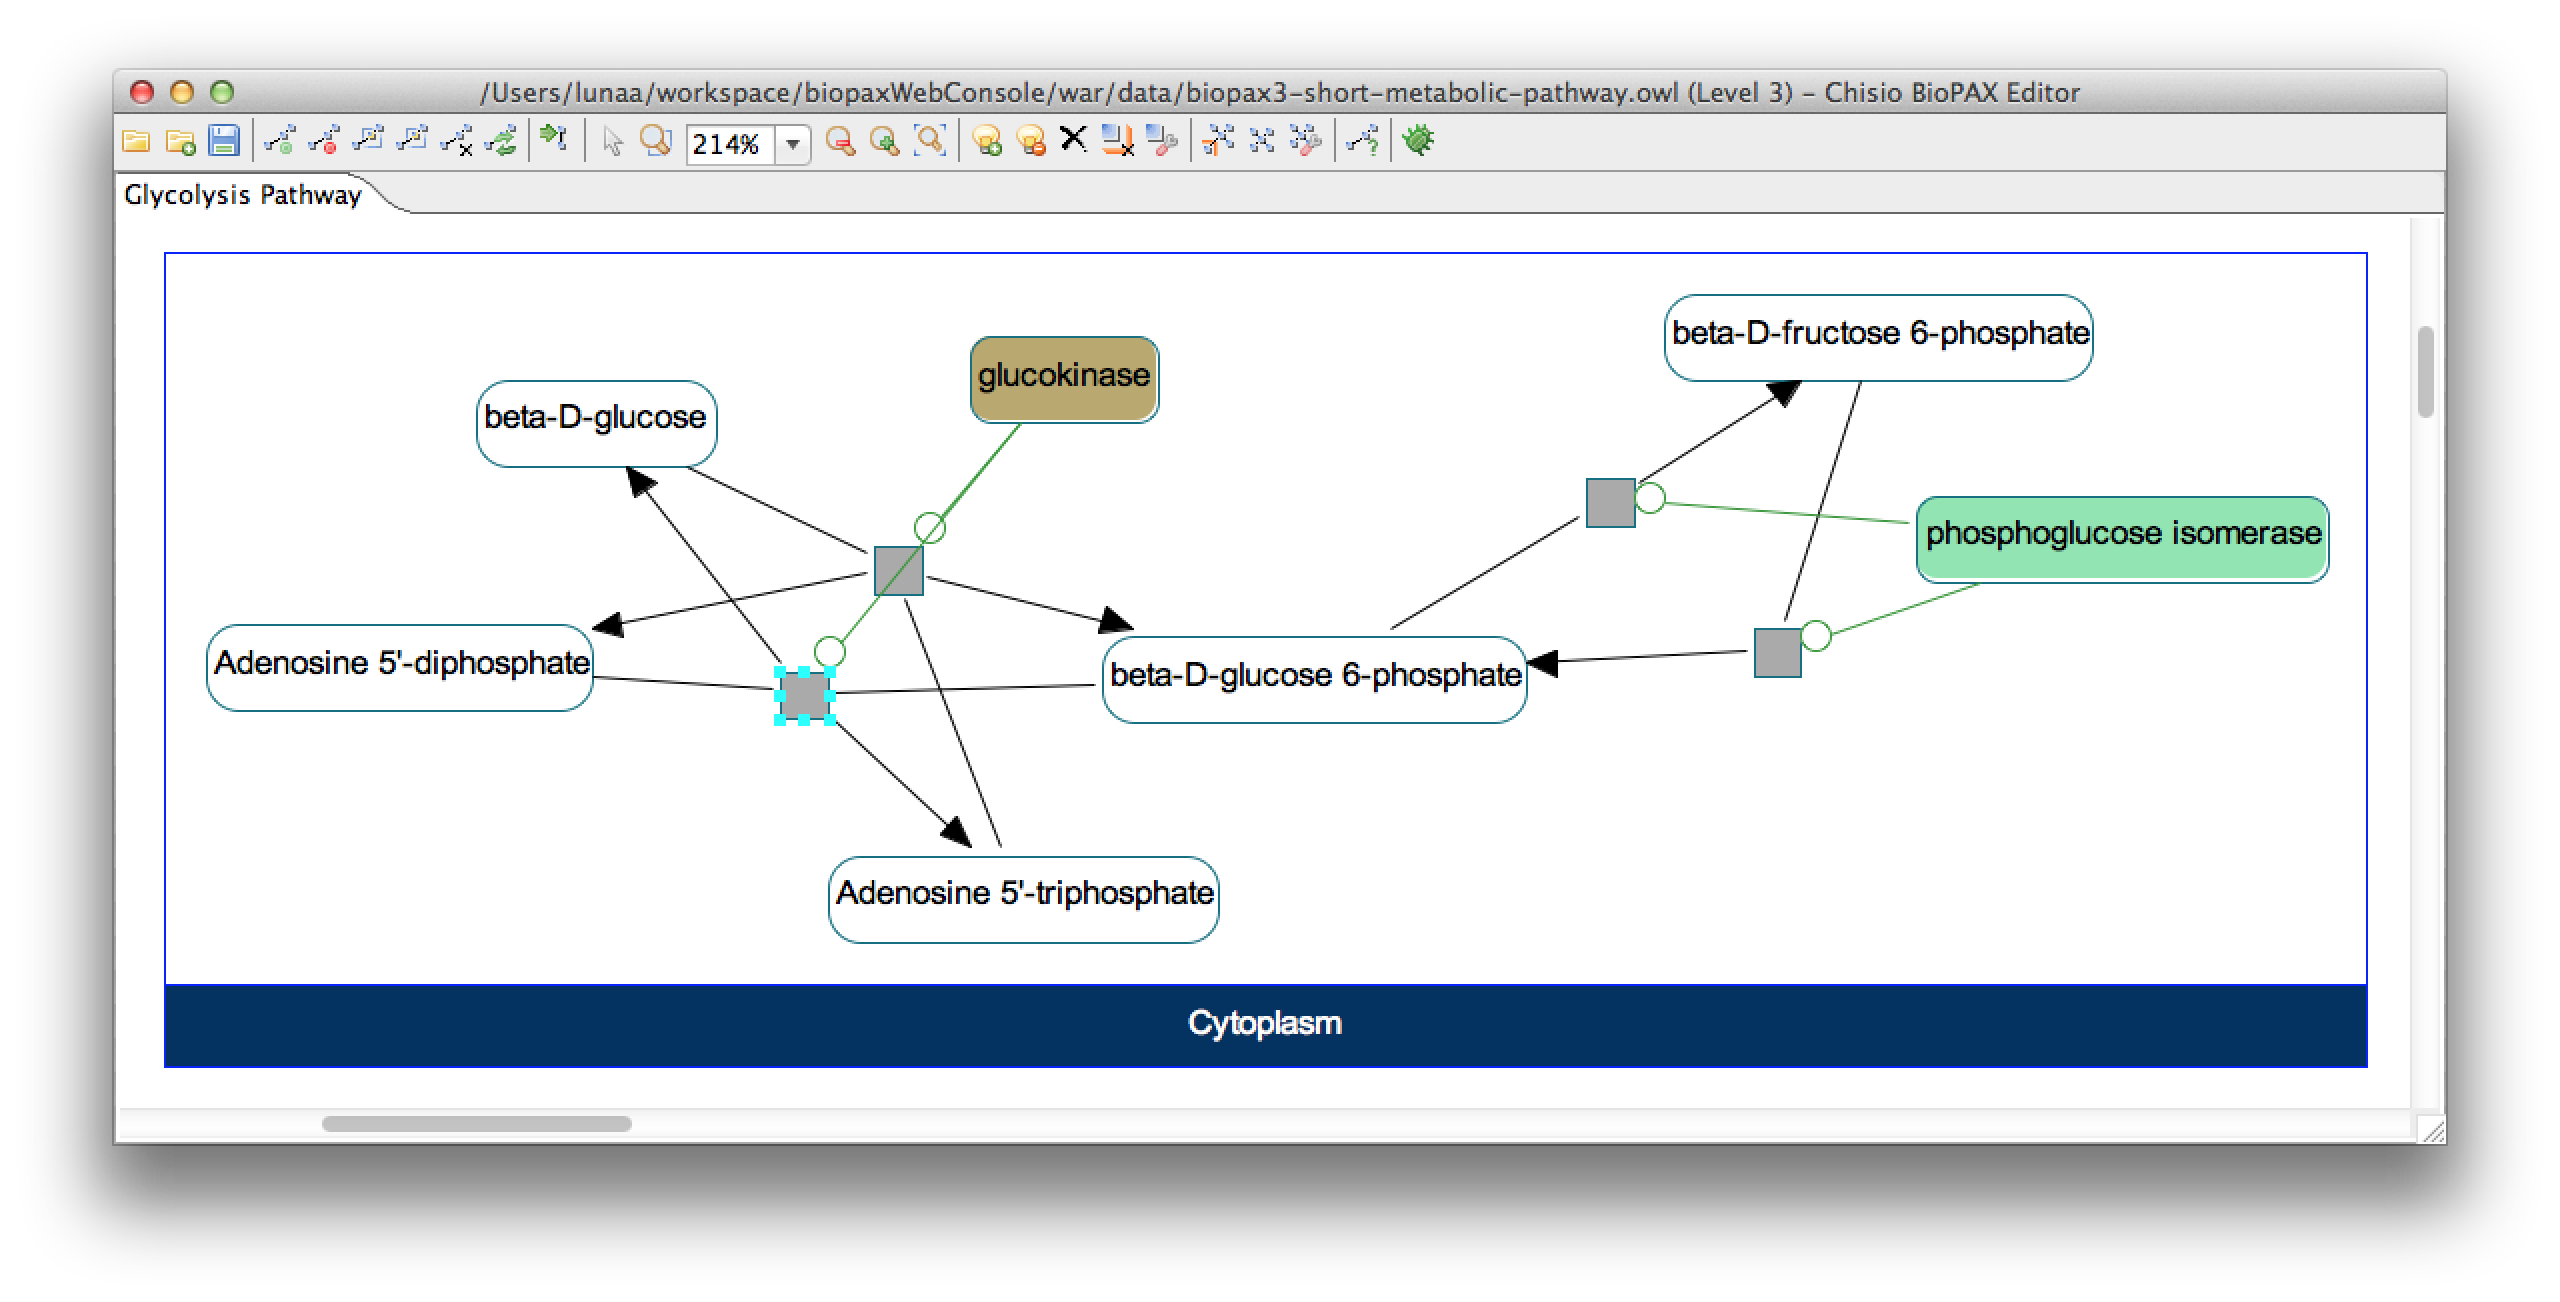 /Users/lunaa/workspace/biopaxWebConsole/war/data/biopax3-short-metabolic-pathway.owl (Level 3) – Chisio BioPAX Editor
214%
Glycolysis Pathway
beta-D-fructose 6-phosphate
glucokinase
beta-D-glucose
phosphoglucose isomerase
Adenosine 5'-diphosphate
beta-D-glucose 6-phosphate
Adenosine 5'-triphosphate
Cytoplasm